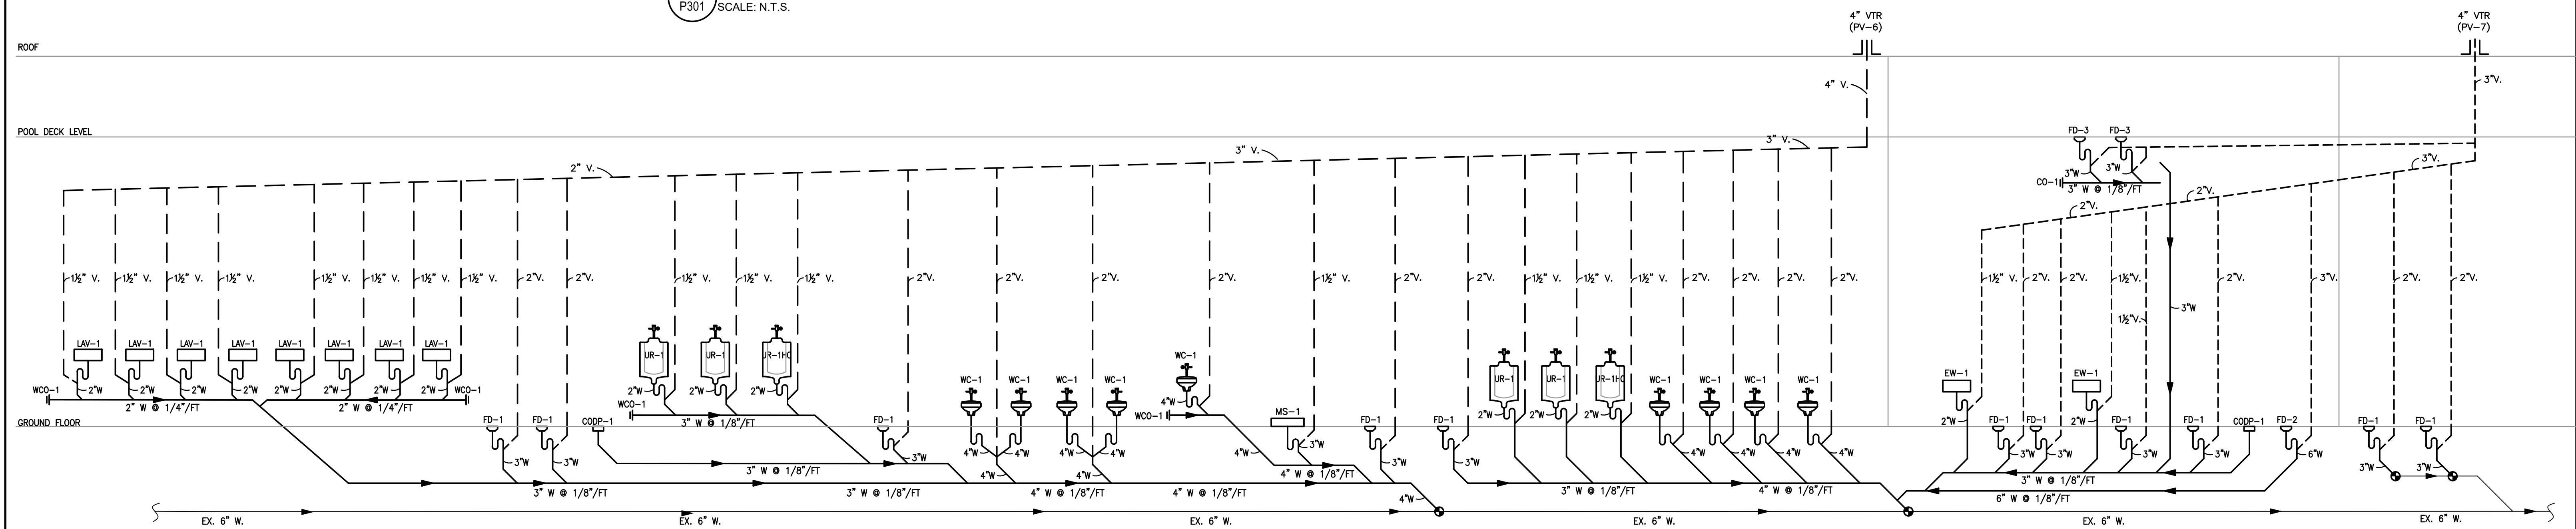 P301
SCALE: N.T.S.
4" VTR
(PV-6)
4" VTR
(PV-7)
ROOF
4" V.
3"V.
POOL DECK LEVEL
3" V.
FD-3
FD-3
2" V.
3" V.
3"V.
3"W
3"W
CO-1
3" W @ 1/8"/FT
2"V.
2"V.
1½" V.
1½" V.
1½" V.
1½" V.
1½" V.
1½" V.
1½" V.
1½" V.
2"V.
2"V.
1½" V.
1½" V.
1½" V.
2"V.
2"V.
2"V.
2"V.
1½" V.
2"V.
2"V.
1½" V.
1½" V.
1½" V.
2"V.
2"V.
2"V.
2"V.
1½" V.
2"V.
2"V.
1½"V.
2"V.
3"V.
2"V.
2"V.
1½"V.
3"W
LAV-1
LAV-1
LAV-1
LAV-1
LAV-1
LAV-1
LAV-1
LAV-1
UR-1
UR-1
UR-1HC
WC-1
UR-1
UR-1
UR-1HC
WC-1
WC-1
WC-1
WC-1
WC-1
WC-1
WC-1
WC-1
EW-1
EW-1
WCO-1
2"W
2"W
2"W
2"W
2"W
2"W
2"W
2"W
WCO-1
2"W
2"W
2"W
4"W
2"W
2"W
2"W
2" W @ 1/4"/FT
2" W @ 1/4"/FT
WCO-1
3" W @ 1/8"/FT
WCO-1
MS-1
2"W
2"W
GROUND FLOOR
FD-1
FD-1
CODP-1
FD-1
FD-1
FD-1
FD-1
FD-1
FD-1
FD-1
CODP-1
FD-2
FD-1
FD-1
3"W
3"W
3"W
4"W
4"W
4"W
4"W
4"W
3"W
4"W
4"W
4"W
4"W
3"W
3"W
3"W
3"W
6"W
3"W
3"W
3"W
3"W
3" W @ 1/8"/FT
4"W
4"W
4" W @ 1/8"/FT
3" W @ 1/8"/FT
3" W @ 1/8"/FT
3" W @ 1/8"/FT
4" W @ 1/8"/FT
4" W @ 1/8"/FT
4"W
3" W @ 1/8"/FT
4" W @ 1/8"/FT
6" W @ 1/8"/FT
EX. 6" W.
EX. 6" W.
EX. 6" W.
EX. 6" W.
EX. 6" W.
EX. 6" W.